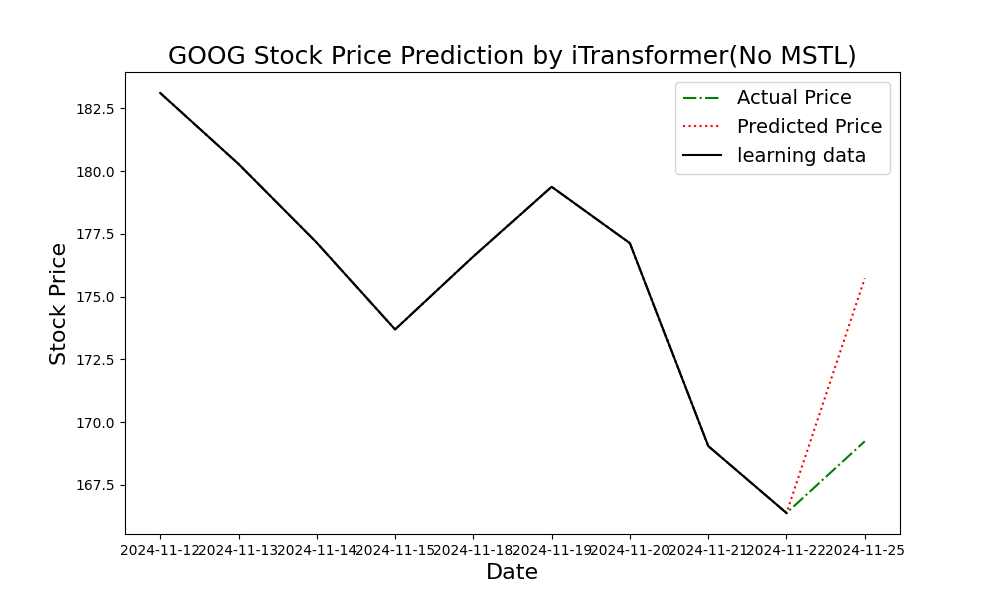 GOOG Stock Price Prediction by iTransformer(No MSTL)
Actual Price
Predicted Price
learning data
182.5
180.0
177.5
175.0
172.5
170.0
167.5
Stock Price
2024-11-12 2024-11-13 2024-11-14 2024-11-15 2024-11-18 2024-11-19 2024-11-20 2024-11-21 2024-11-22 2024-11-25
Date